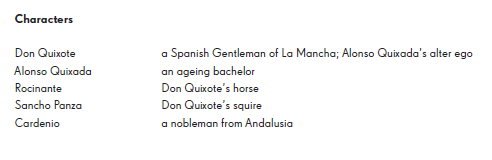 Characters
Don Quixote a Spanish Gentleman of La Mancha; Alonso Quixada's alter ego
Alonso Quixada an ageing bachelor
Rocinante Don Quixote's horse
Sancho Panza Don Quixote's squire
Cardenio a nobleman from Andalusia